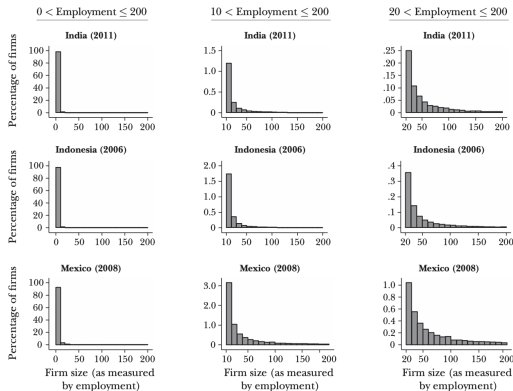 0 < Employment ≤ 200
10 < Employment ≤ 200
20 < Employment ≤ 200
India (2011)
India (2011)
India (2011)
Percentage of firms
100
80
60
40
20
0
0 50 100 150 200
1.5
1.0
0.5
0.0
10 50 100 150 200
.25
.20
.15
.10
.05
0
20 50 100 150 200
Indonesia (2006)
Indonesia (2006)
Indonesia (2006)
Percentage of firms
100
80
60
40
20
0
0 50 100 150 200
2.0
1.5
1.0
0.5
0
10 50 100 150 200
.4
.3
.2
.1
0
20 50 100 150 200
Mexico (2008)
Mexico (2008)
Mexico (2008)
Percentage of firms
100
80
60
40
20
0
0 50 100 150 200
3.0
2.0
1.0
0.0
10 50 100 150 200
1.0
0.8
0.6
0.4
0.2
0
20 50 100 150 200
Firm size (as measured
by employment)
Firm size (as measured
by employment)
Firm size (as measured
by employment)